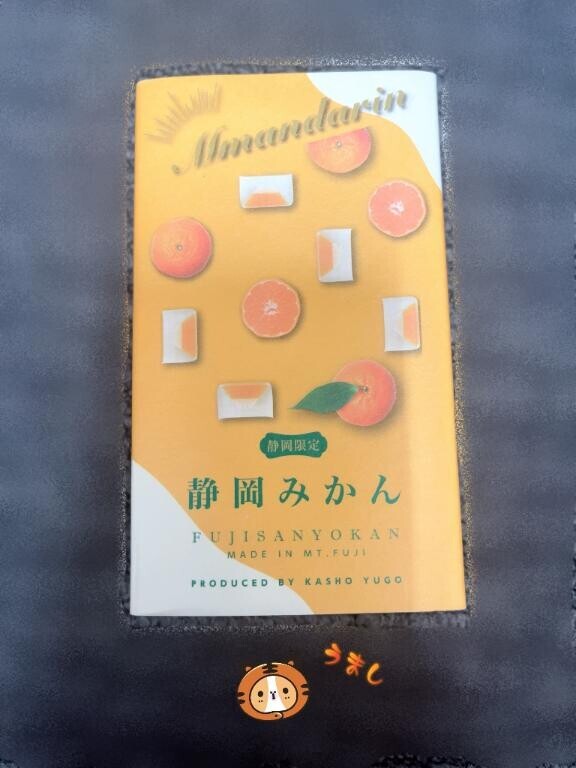 Mmandarin
静岡限定
静岡みかん
FUJISANYOKAN
MADE IN MT.FUJI
PRODUCED BY KASHO YUGO
うまし